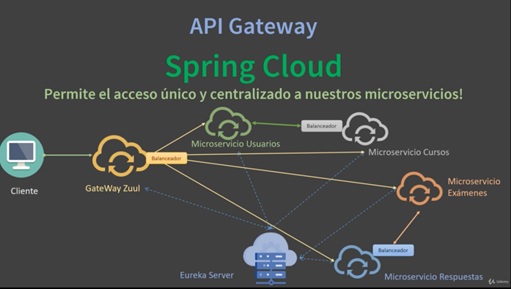 API Gateway
Spring Cloud
Permite el acceso único y centralizado a nuestros microservicios!
Microservicio Usuarios
Balanceador
Microservicio Cursos
Cliente
GateWay Zuul
Balanceador
Microservicio
Exámenes
Eureka Server
Balanceador
Microservicio Respuestas
Udemy